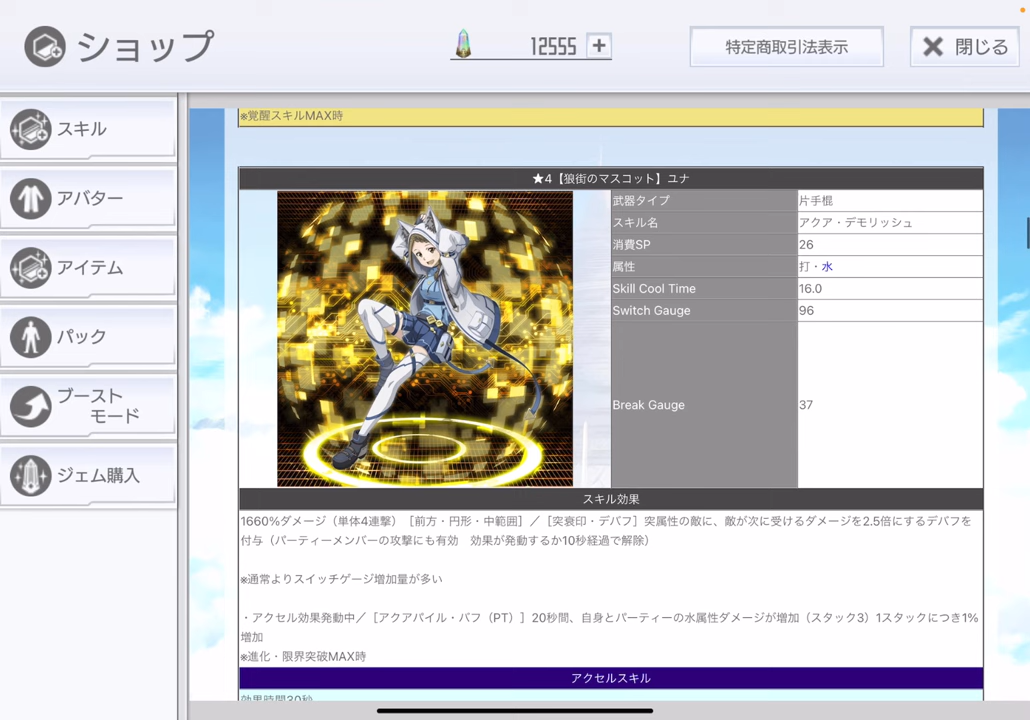 ショップ
12555
特定商取引法表示
閉じる
スキル
アバター
アイテム
パック
ブースト
モード
ジェム購入
※覚醒スキルMAX時
★4【狼街のマスコット】ユナ
武器タイプ 片手棍
スキル名 アクア・デモリッシュ
消費SP 26
属性 打・水
Skill Cool Time 16.0
Switch Gauge 96
Break Gauge 37
スキル効果
1660%ダメージ（単体4連撃）［前方・円形・中範囲］／［突衰印・デバフ］突属性の敵に、敵が次に受けるダメージを2.5倍にするデバフを
付与（パーティーメンバーの攻撃にも有効　効果が発動するか10秒経過で解除）
※通常よりスイッチゲージ増加量が多い
・アクセル効果発動中／［アクアパイル・バフ（PT）］20秒間、自身とパーティーの水属性ダメージが増加（スタック3）1スタックにつき1%
増加
※進化・限界突破MAX時
アクセルスキル
効果時間30秒